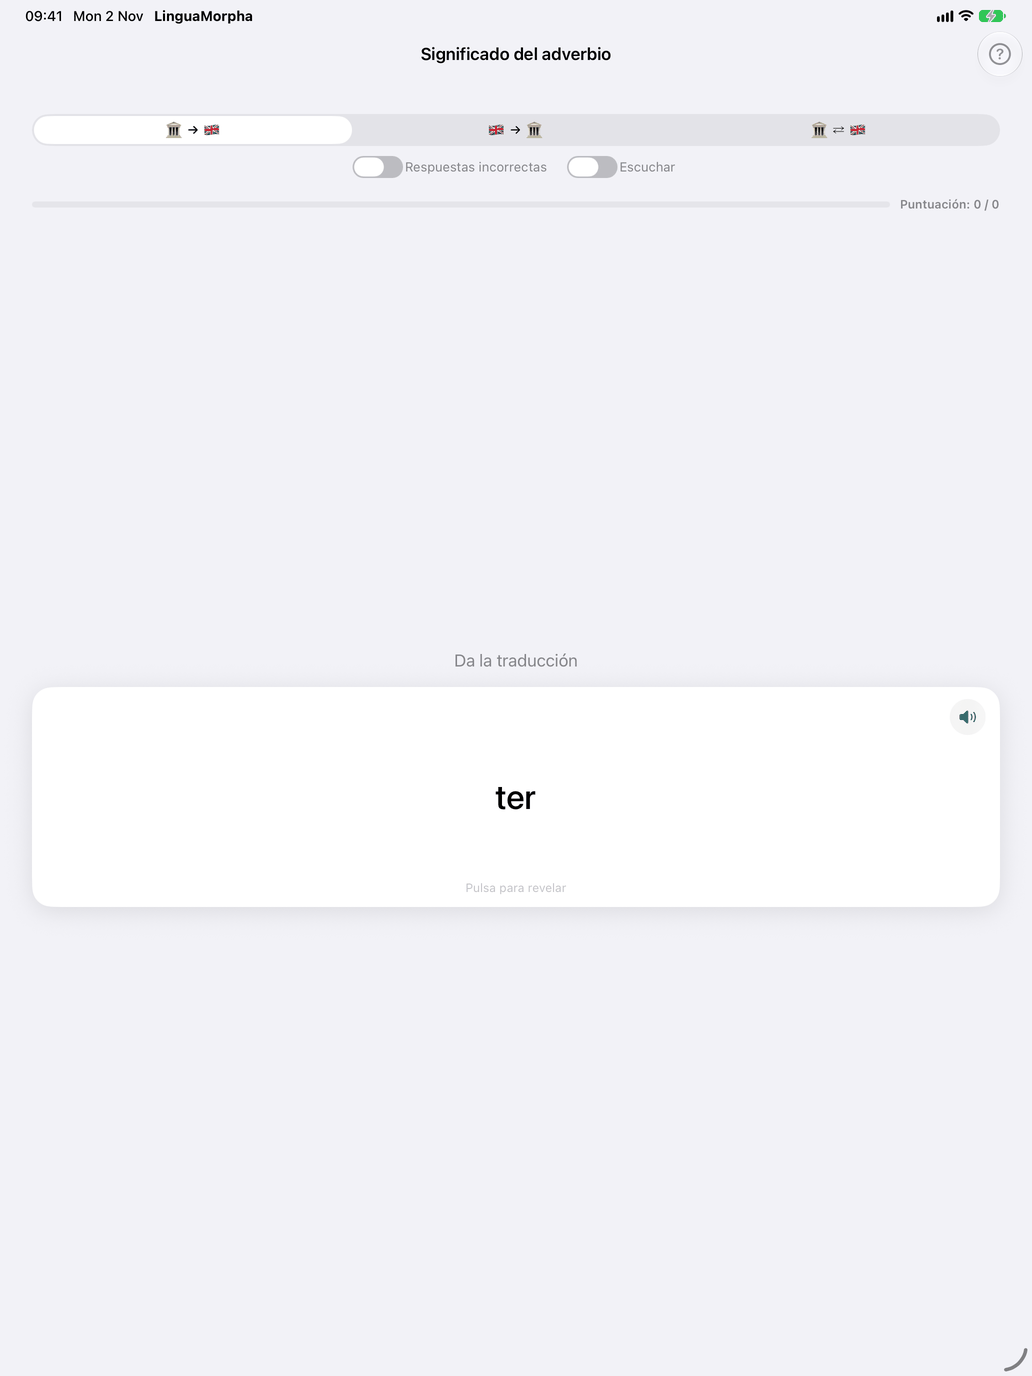 09:41 Mon 2 Nov LinguaMorpha
Significado del adverbio
Respuestas incorrectas
Escuchar
Puntuación: 0 / 0
Da la traducción
ter
Pulsa para revelar